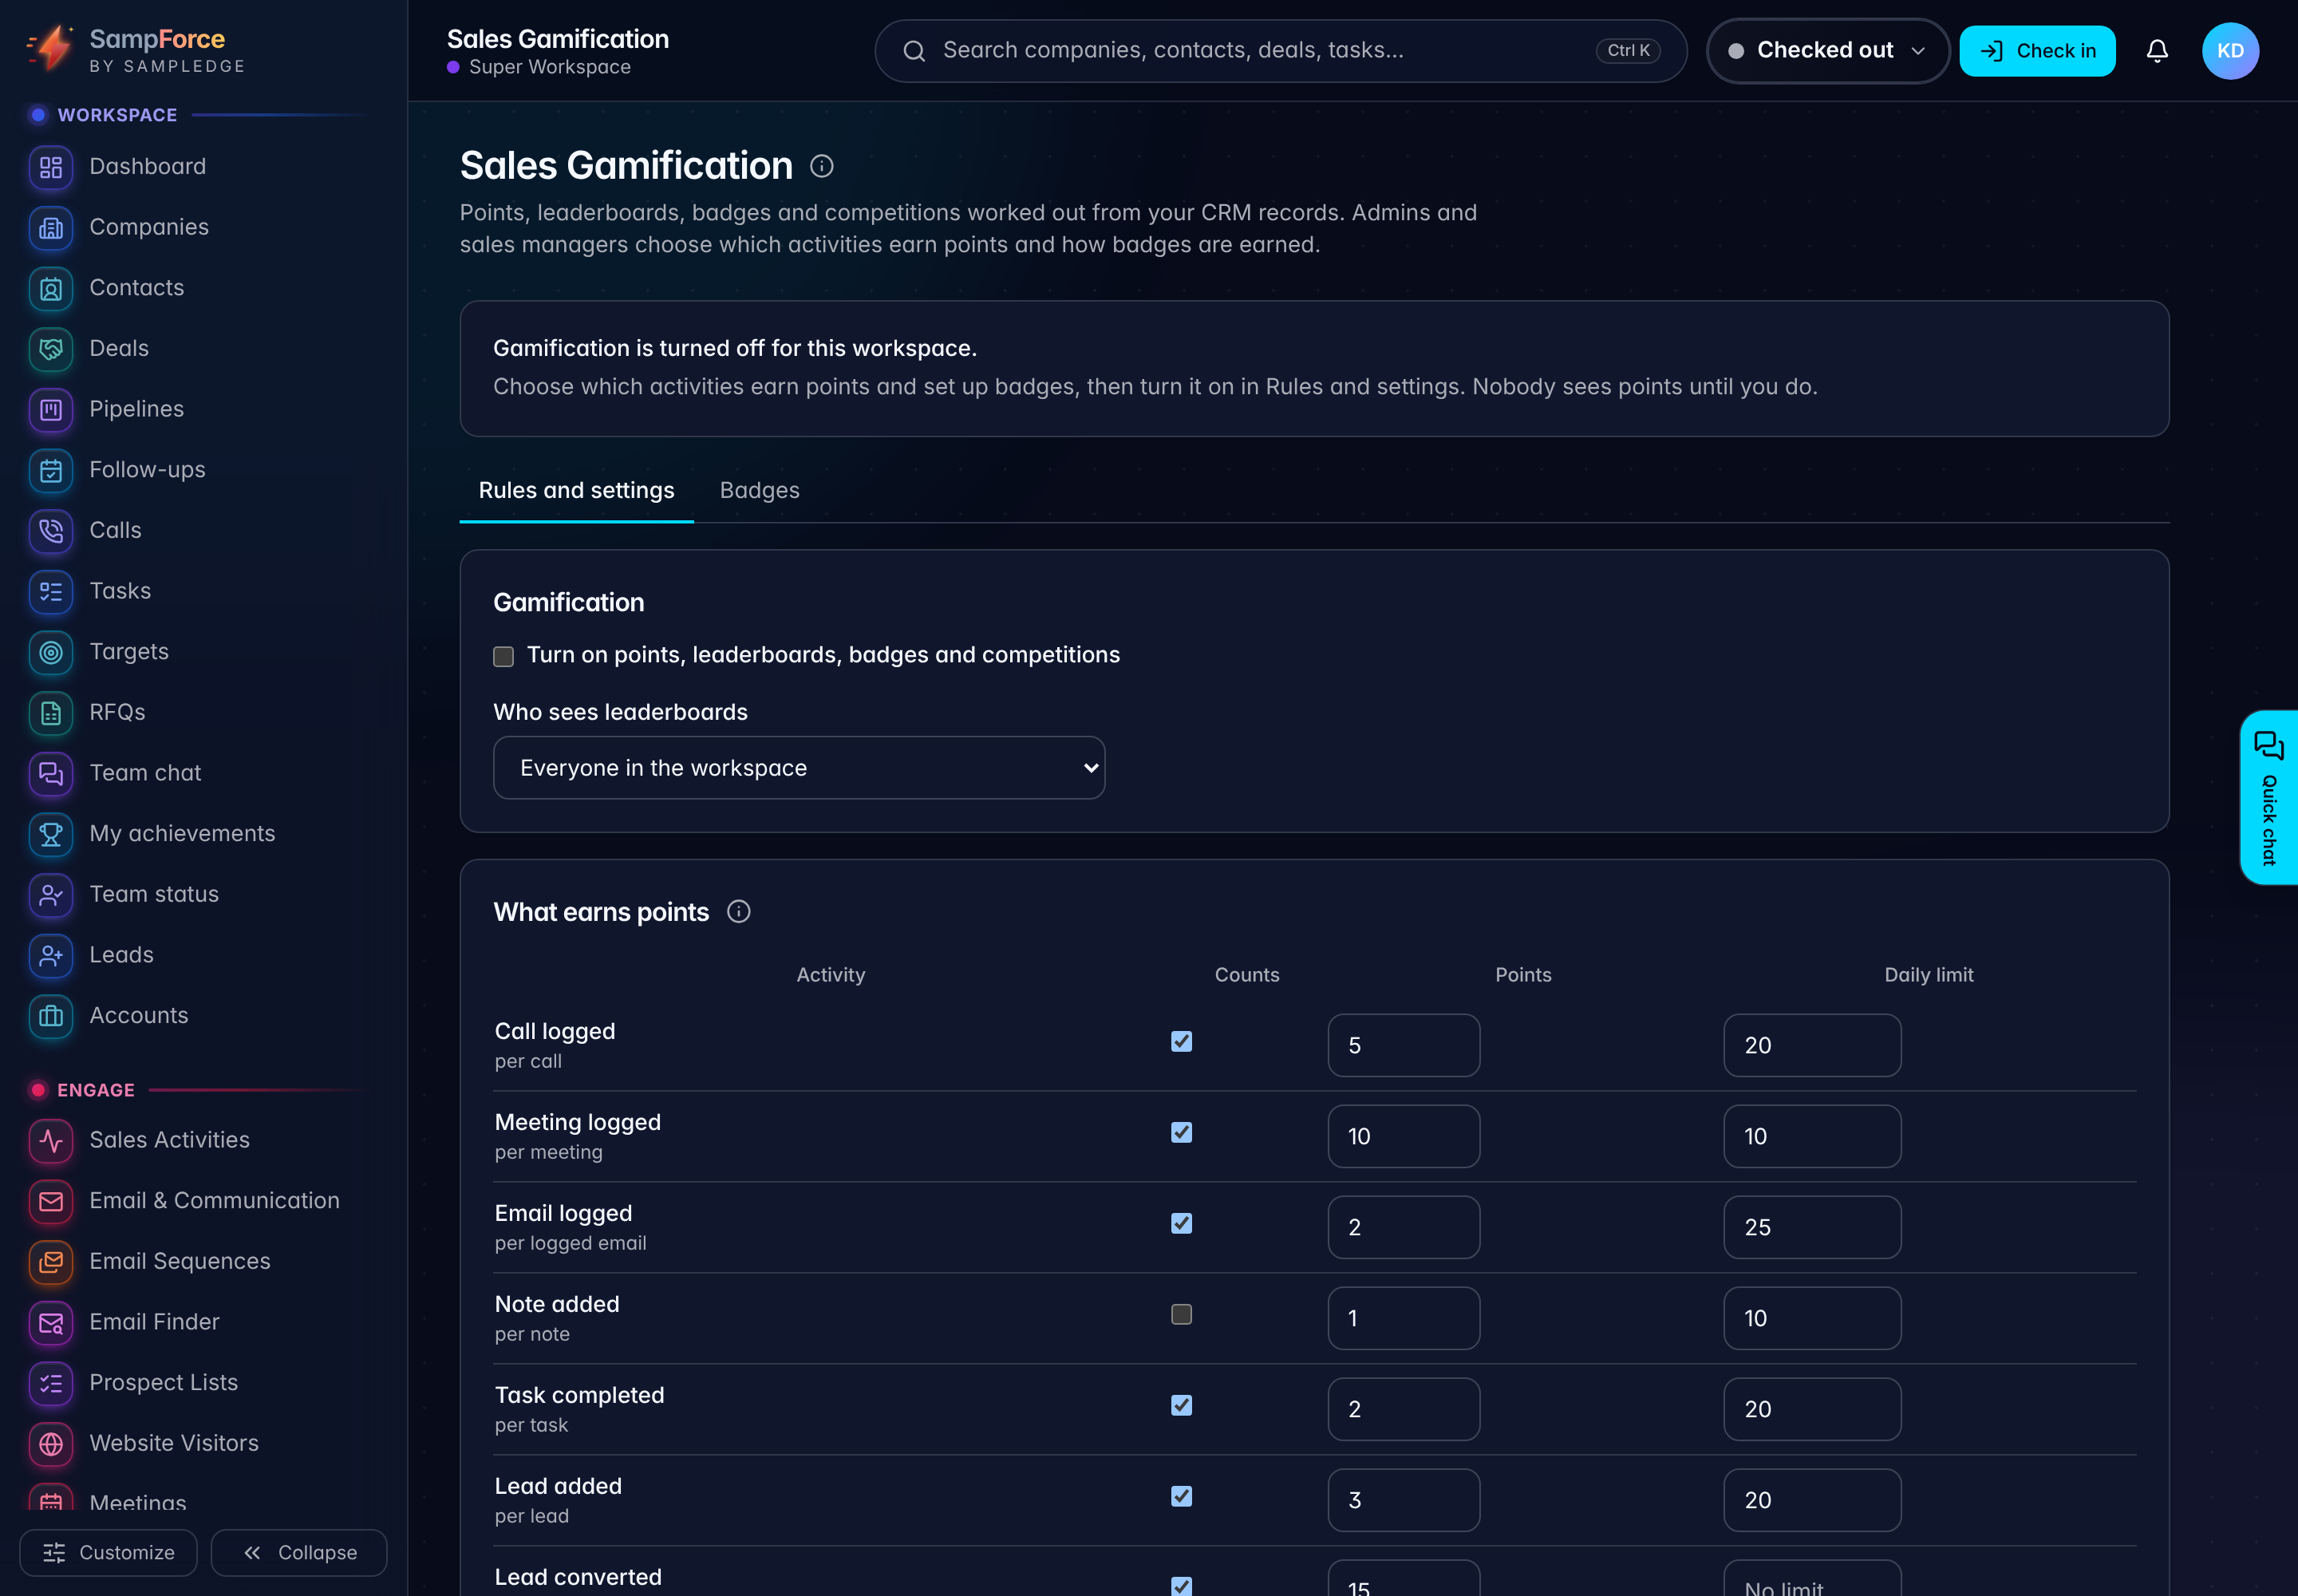 SampForce
BY SAMPLEDGE
WORKSPACE
Dashboard
Companies
Contacts
Deals
Pipelines
Follow-ups
Calls
Tasks
Targets
RFQs
Team chat
My achievements
Team status
Leads
Accounts
ENGAGE
Sales Activities
Email & Communication
Email Sequences
Email Finder
Prospect Lists
Website Visitors
Meetings
Customize
Collapse
Sales Gamification
Super Workspace
Search companies, contacts, deals, tasks...
Ctrl K
Checked out
Check in
KD
Sales Gamification
Points, leaderboards, badges and competitions worked out from your CRM records. Admins and
sales managers choose which activities earn points and how badges are earned.
Gamification is turned off for this workspace.
Choose which activities earn points and set up badges, then turn it on in Rules and settings. Nobody sees points until you do.
Rules and settings
Badges
Gamification
Turn on points, leaderboards, badges and competitions
Who sees leaderboards
Everyone in the workspace
What earns points
Activity Counts Points Daily limit
Call logged
per call
5 20
Meeting logged
per meeting
10 10
Email logged
per logged email
2 25
Note added
per note
1 10
Task completed
per task
2 20
Lead added
per lead
3 20
Lead converted
15 No limit
Quick chat